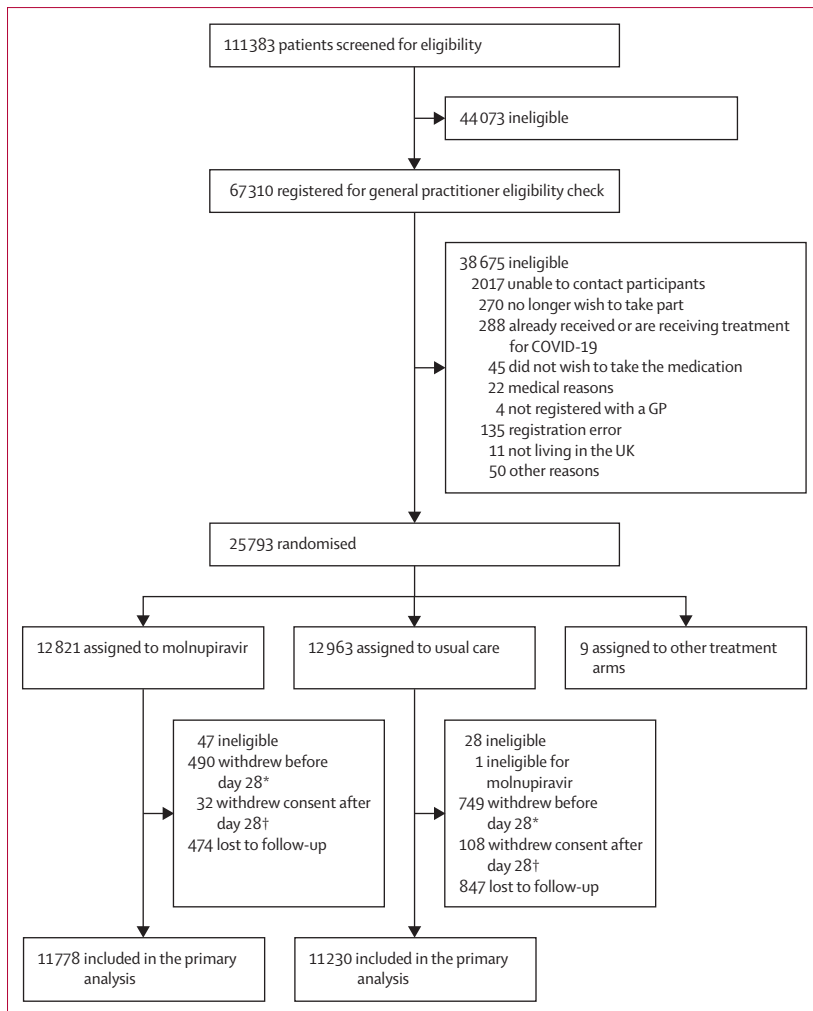 111383 patients screened for eligibility
44073 ineligible
67310 registered for general practitioner eligibility check
38675 ineligible
2017 unable to contact participants
270 no longer wish to take part
288 already received or are receiving treatment
for COVID-19
45 did not wish to take the medication
22 medical reasons
4 not registered with a GP
135 registration error
11 not living in the UK
50 other reasons
25793 randomised
12821 assigned to molnupiravir
12963 assigned to usual care
9 assigned to other treatment
arms
47 ineligible
490 withdrew before
day 28*
32 withdrew consent after
day 28†
474 lost to follow-up
28 ineligible
1 ineligible for
molnupiravir
749 withdrew before
day 28*
108 withdrew consent after
day 28†
847 lost to follow-up
11778 included in the primary
analysis
11230 included in the primary
analysis